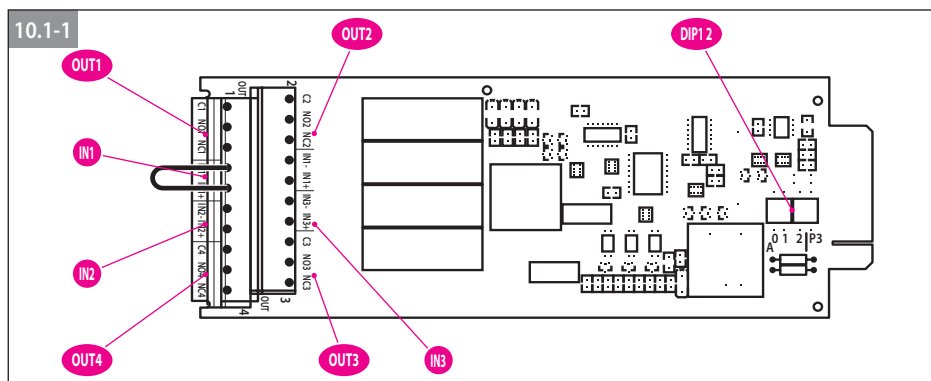 10.1-1
OUT1
OUT2
DIP1 2
IN1
IN2
OUT4
OUT3
IN3
OUT
1
2
C1
NO1
NC1
IN1+
IN2-
IN2+
C4
NO4
NC4
C2
NO2
NC2
IN1-
IN1+
IN3-
IN3+
C3
NO3
NC3
OUT
4
3
0 1 2 P3
A